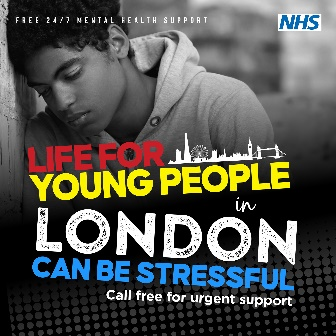 FREE 24/7 MENTAL HEALTH SUPPORT
NHS
LIFE FOR
YOUNG PEOPLE
in
LONDON
CAN BE STRESSFUL
Call free for urgent support